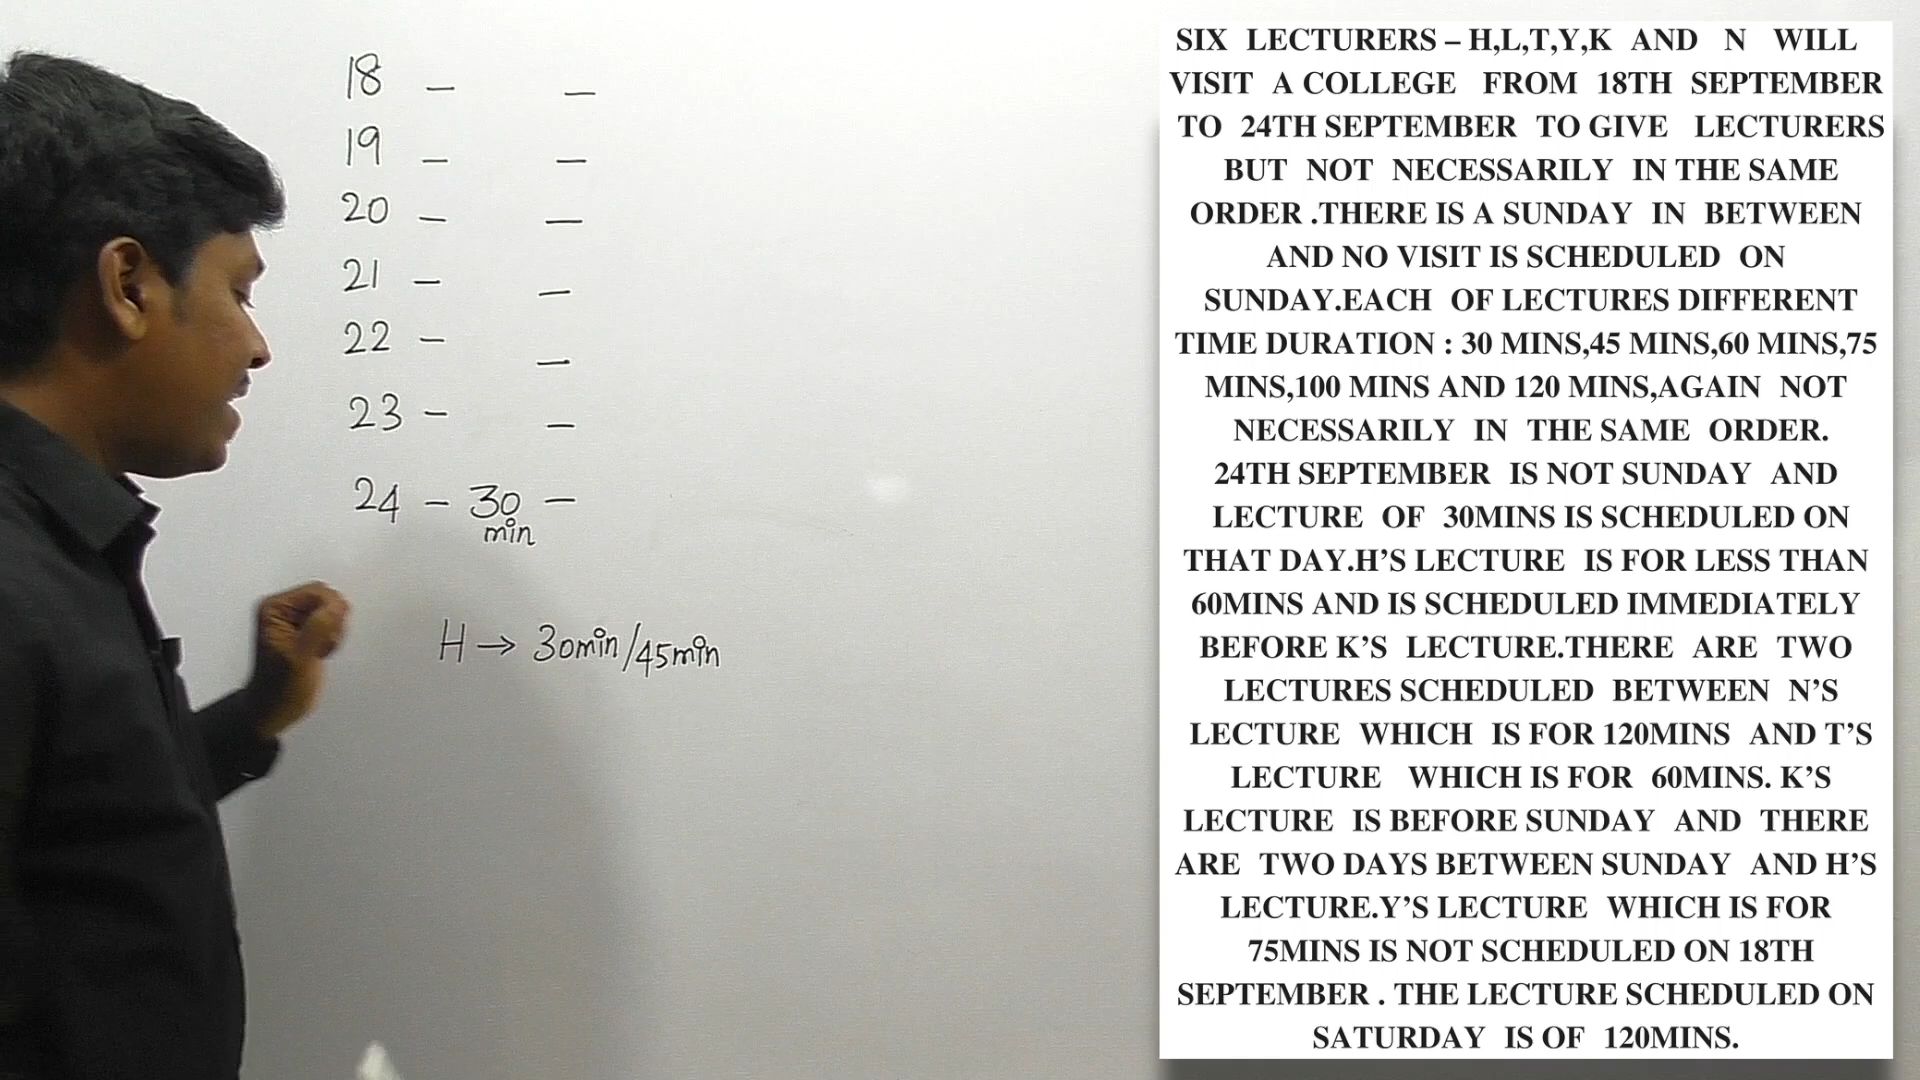 18 – –
19 – –
20 – –
21 – –
22 – –
23 – –
24 – 30 –
min
H → 30min/45min
SIX LECTURERS – H,L,T,Y,K AND N WILL
VISIT A COLLEGE FROM 18TH SEPTEMBER
TO 24TH SEPTEMBER TO GIVE LECTURERS
BUT NOT NECESSARILY IN THE SAME
ORDER .THERE IS A SUNDAY IN BETWEEN
AND NO VISIT IS SCHEDULED ON
SUNDAY.EACH OF LECTURES DIFFERENT
TIME DURATION : 30 MINS,45 MINS,60 MINS,75
MINS,100 MINS AND 120 MINS,AGAIN NOT
NECESSARILY IN THE SAME ORDER.
24TH SEPTEMBER IS NOT SUNDAY AND
LECTURE OF 30MINS IS SCHEDULED ON
THAT DAY.H’S LECTURE IS FOR LESS THAN
60MINS AND IS SCHEDULED IMMEDIATELY
BEFORE K’S LECTURE.THERE ARE TWO
LECTURES SCHEDULED BETWEEN N’S
LECTURE WHICH IS FOR 120MINS AND T’S
LECTURE WHICH IS FOR 60MINS. K’S
LECTURE IS BEFORE SUNDAY AND THERE
ARE TWO DAYS BETWEEN SUNDAY AND H’S
LECTURE.Y’S LECTURE WHICH IS FOR
75MINS IS NOT SCHEDULED ON 18TH
SEPTEMBER . THE LECTURE SCHEDULED ON
SATURDAY IS OF 120MINS.